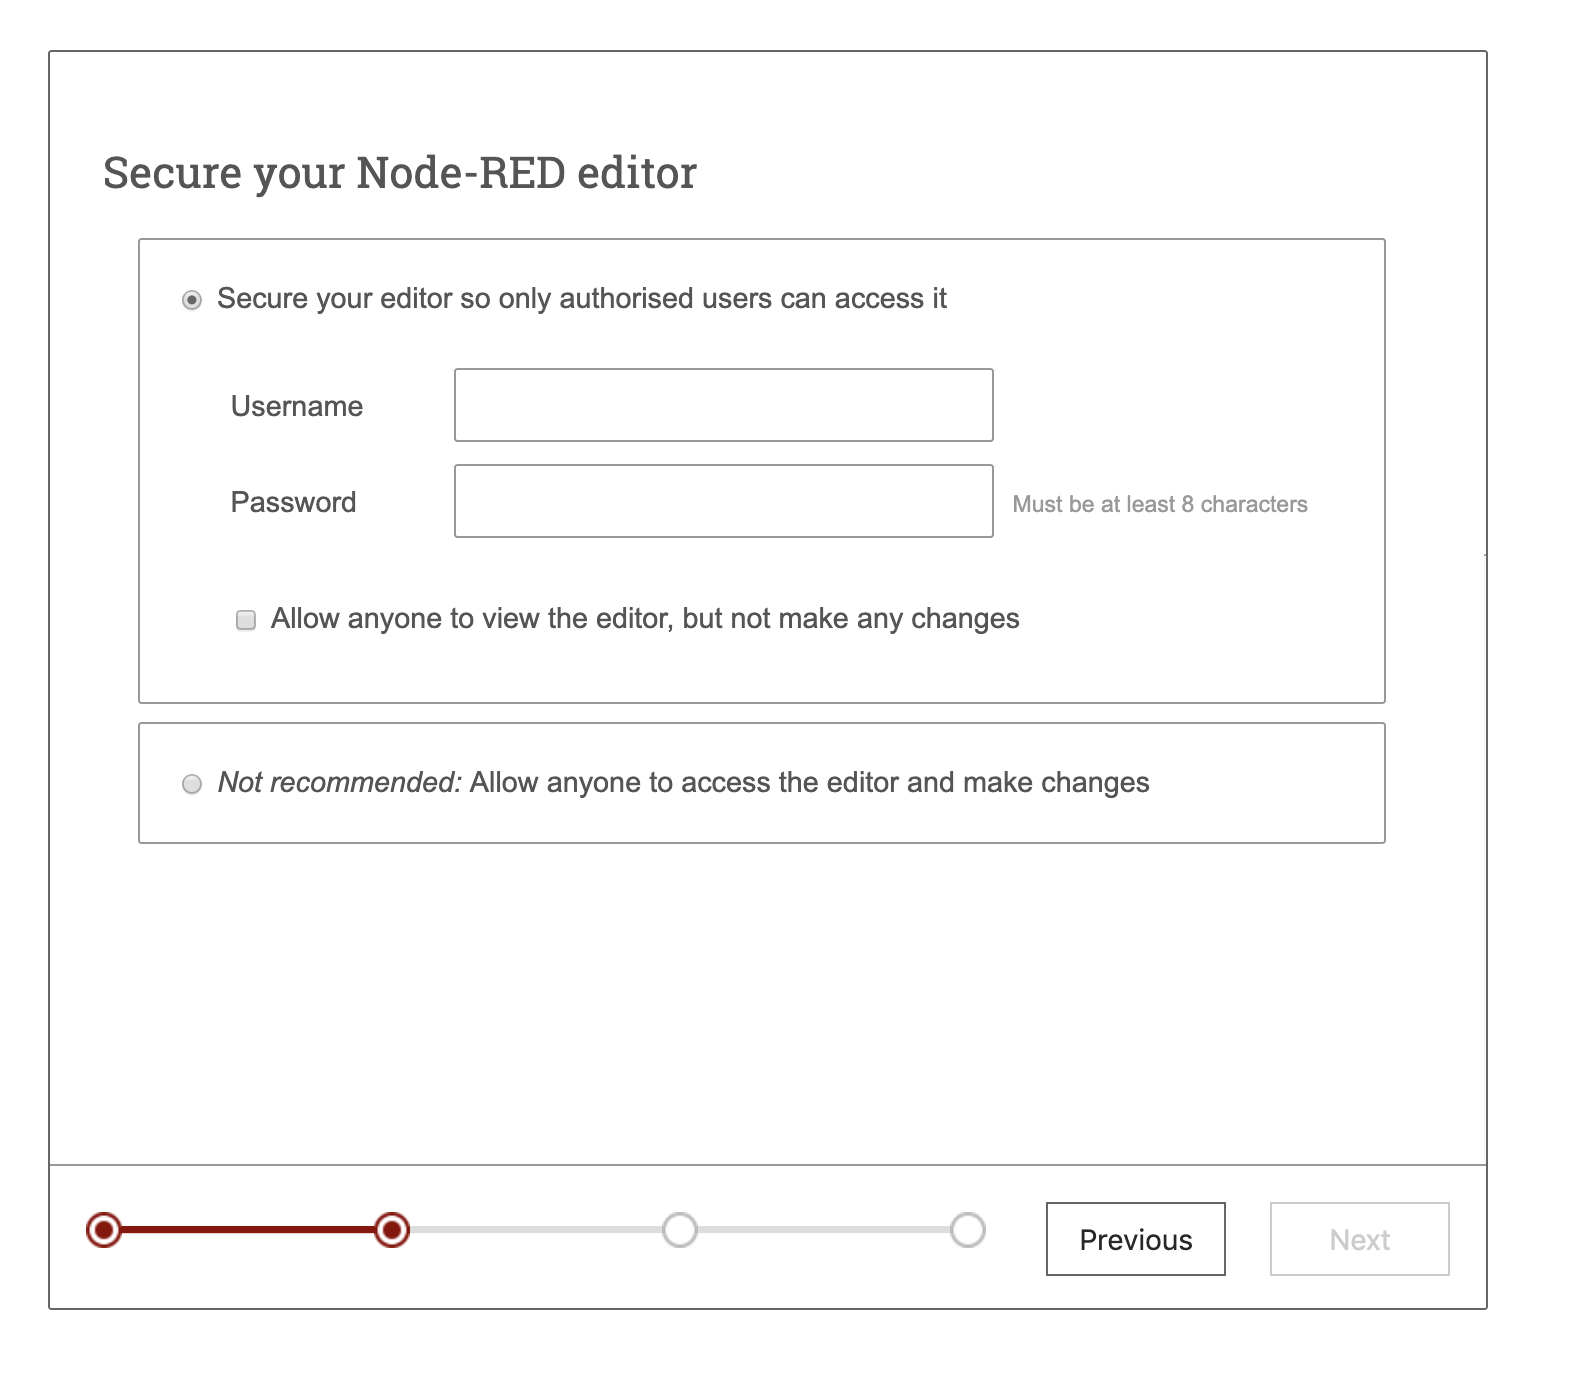 Secure your Node-RED editor
Secure your editor so only authorised users can access it
Username
Password
Must be at least 8 characters
Allow anyone to view the editor, but not make any changes
Not recommended: Allow anyone to access the editor and make changes
Previous
Next